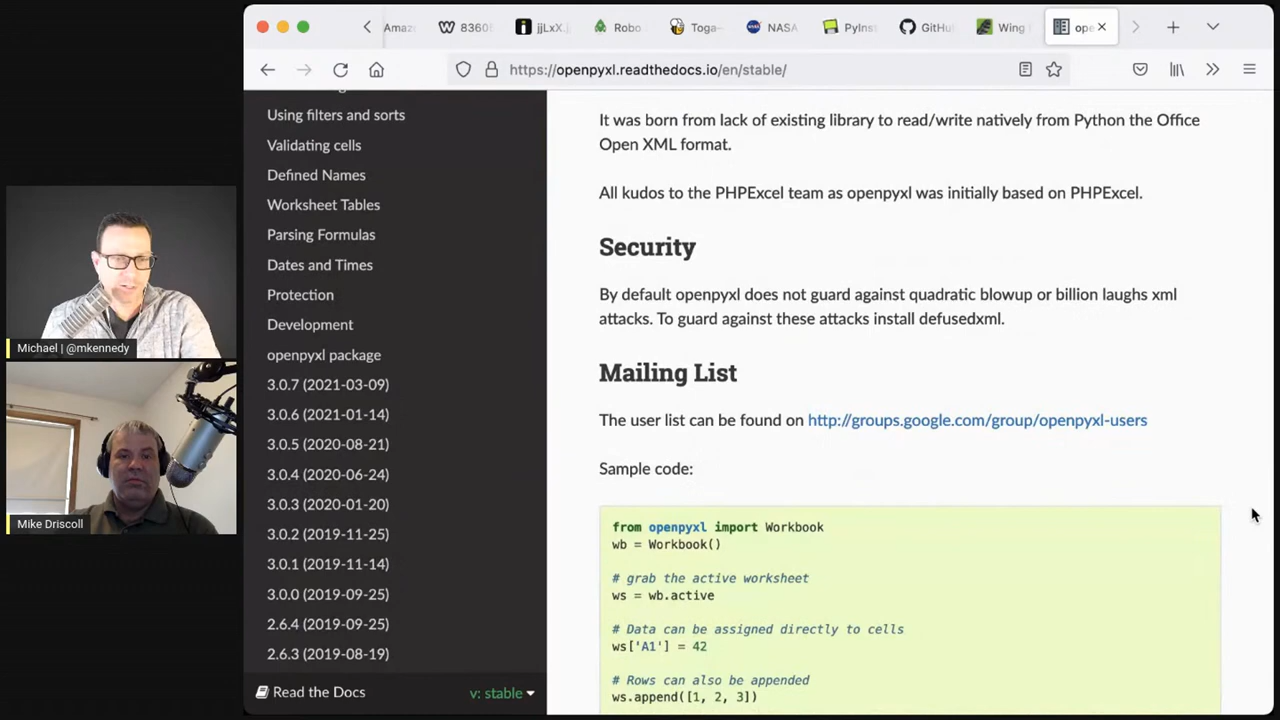 Amaz
8360
jjLxX.j
Robo
Toga-
NASA
PyInst
GitHu
Wing
ope
https://openpyxl.readthedocs.io/en/stable/
Using filters and sorts
Validating cells
Defined Names
Worksheet Tables
Parsing Formulas
Dates and Times
Protection
Development
openpyxl package
3.0.7 (2021-03-09)
3.0.6 (2021-01-14)
3.0.5 (2020-08-21)
3.0.4 (2020-06-24)
3.0.3 (2020-01-20)
3.0.2 (2019-11-25)
3.0.1 (2019-11-14)
3.0.0 (2019-09-25)
2.6.4 (2019-09-25)
2.6.3 (2019-08-19)
Read the Docs
v: stable
It was born from lack of existing library to read/write natively from Python the Office
Open XML format.
All kudos to the PHPExcel team as openpyxl was initially based on PHPExcel.
Security
By default openpyxl does not guard against quadratic blowup or billion laughs xml
attacks. To guard against these attacks install defusedxml.
Mailing List
The user list can be found on http://groups.google.com/group/openpyxl-users
Sample code:
from openpyxl import Workbook
wb = Workbook()
# grab the active worksheet
ws = wb.active
# Data can be assigned directly to cells
ws['A1'] = 42
# Rows can also be appended
ws.append([1, 2, 3])
Michael | @mkennedy
Mike Driscoll